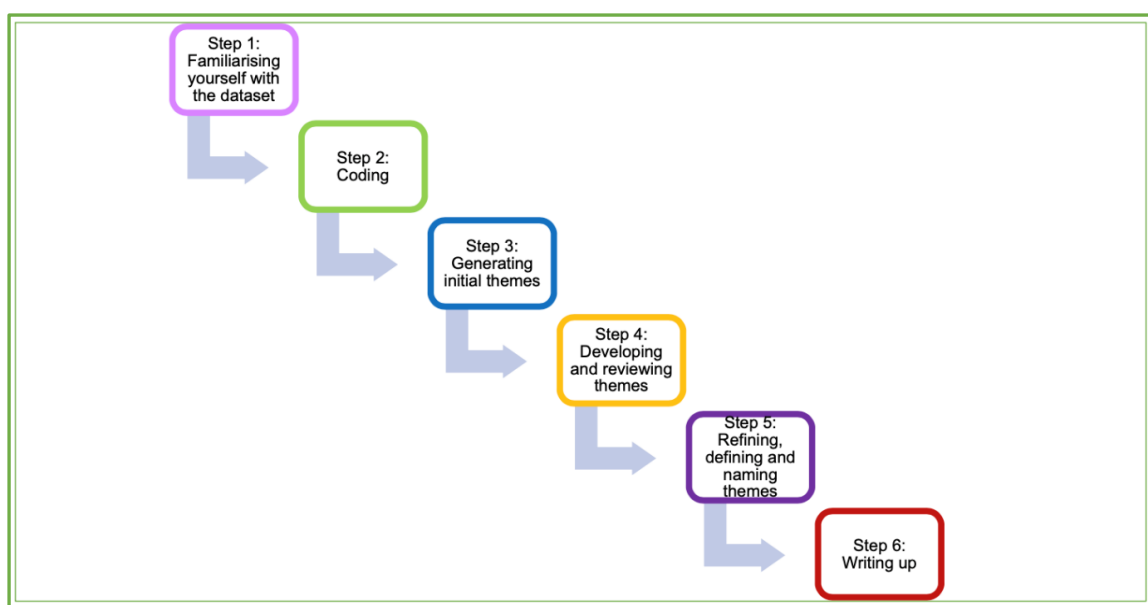 Step 1:
Familiarising
yourself with
the dataset
Step 2:
Coding
Step 3:
Generating
initial themes
Step 4:
Developing
and reviewing
themes
Step 5:
Refining,
defining and
naming
themes
Step 6:
Writing up